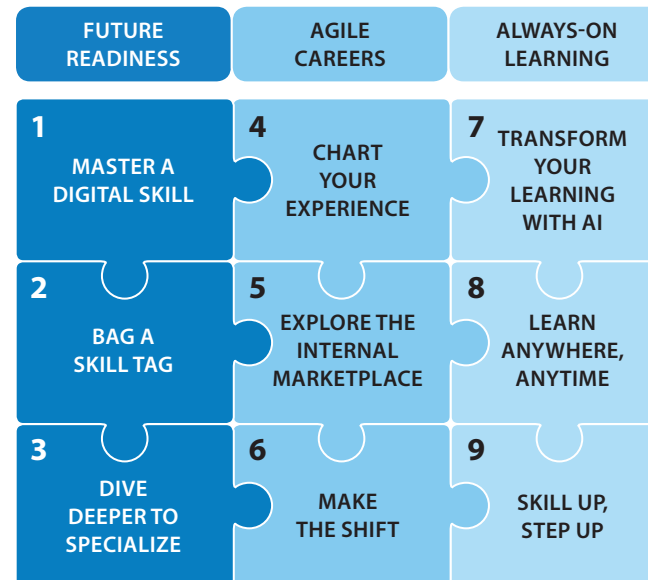 FUTURE
READINESS
AGILE
CAREERS
ALWAYS-ON
LEARNING
1
MASTER A
DIGITAL SKILL
4
CHART
YOUR
EXPERIENCE
7
TRANSFORM
YOUR
LEARNING
WITH AI
2
BAG A
SKILL TAG
5
EXPLORE THE
INTERNAL
MARKETPLACE
8
LEARN
ANYWHERE,
ANYTIME
3
DIVE
DEEPER TO
SPECIALIZE
6
MAKE
THE SHIFT
9
SKILL UP,
STEP UP